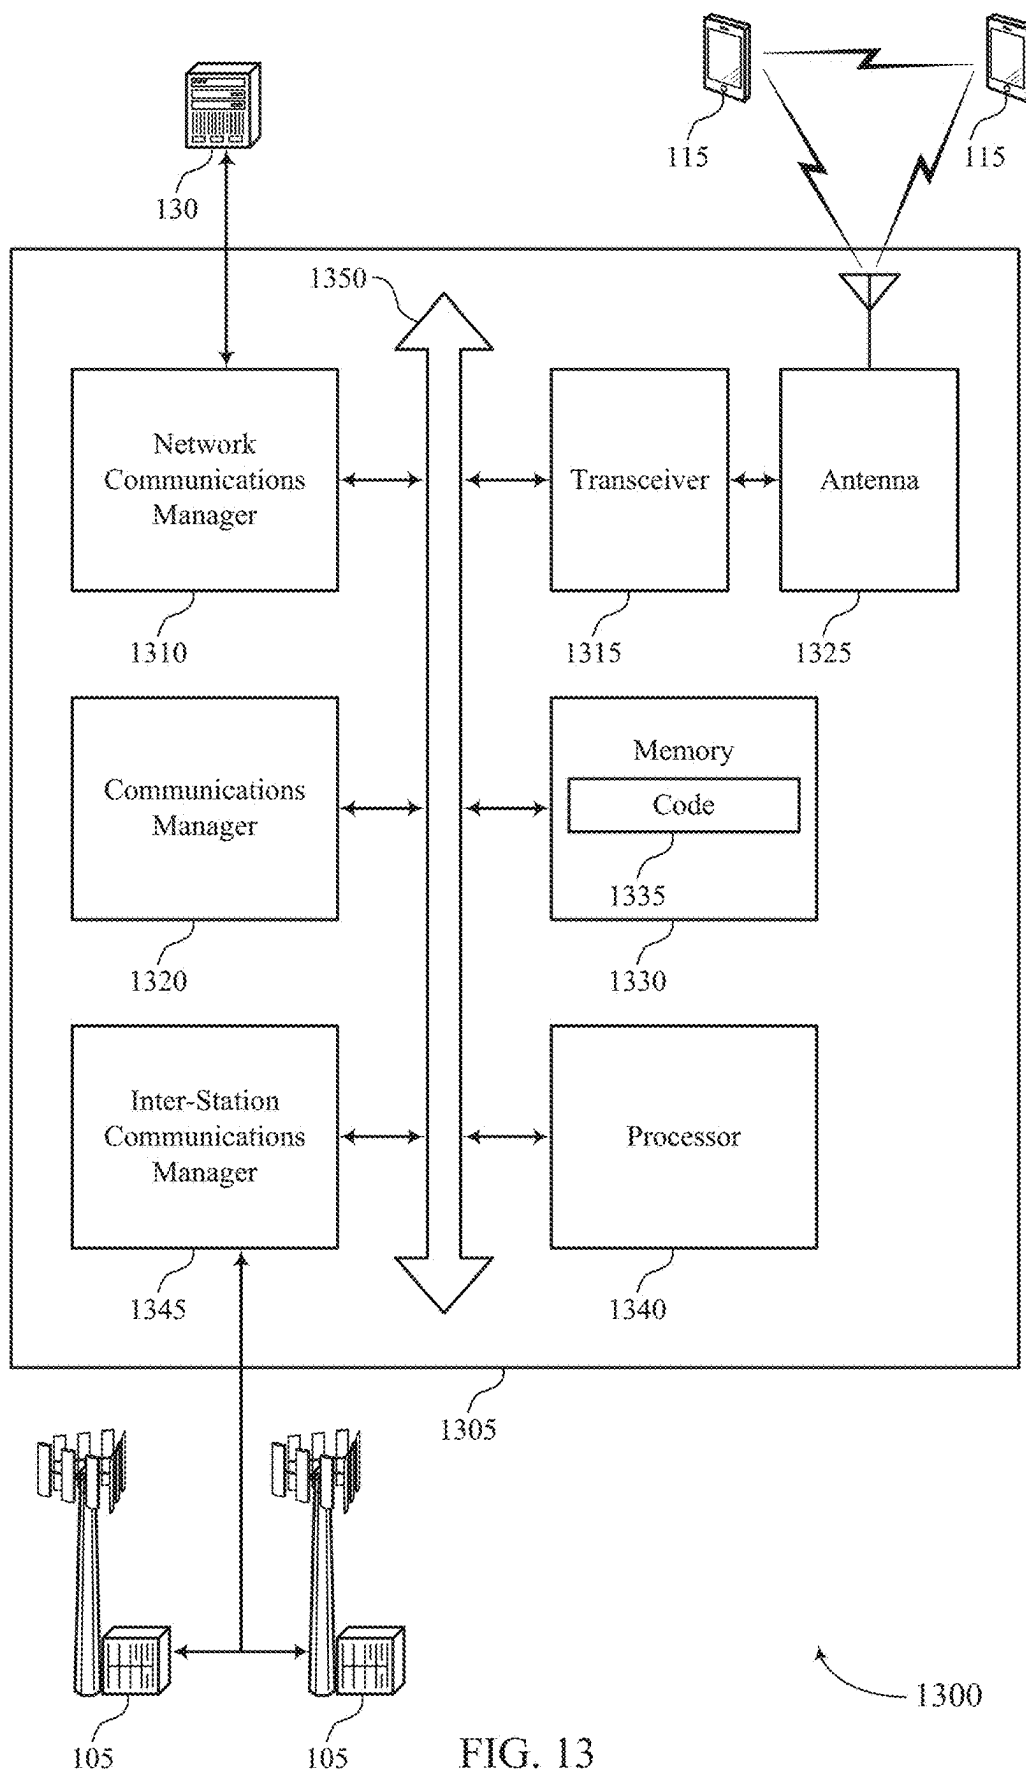 115
115
130
1350
Network
Communications
Manager
Transceiver
Antenna
1310
1315
1325
Communications
Manager
Memory
Code
1335
1320
1330
Inter-Station
Communications
Manager
Processor
1345
1340
1305
105
105
1300
FIG. 13